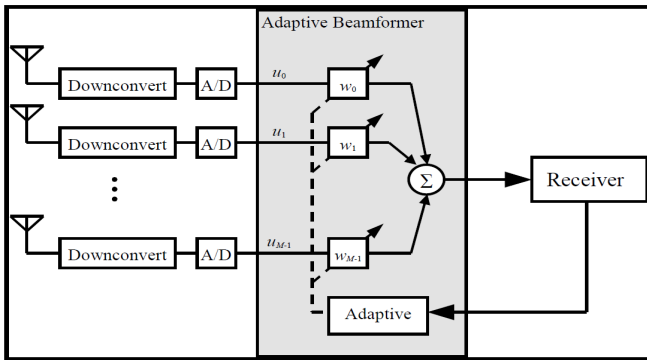 Adaptive Beamformer
Downconvert A/D u0 w0
Downconvert A/D u1 w1
Σ
Receiver
Downconvert A/D uM-1 wM-1
Adaptive